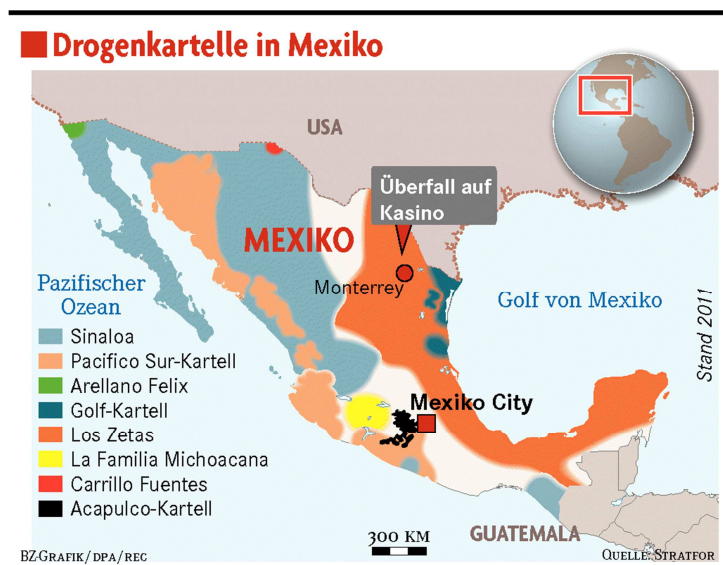 Drogenkartelle in Mexiko
USA
Überfall auf
Kasino
MEXIKO
Monterrey
Pazifischer
Ozean
Golf von Mexiko
Stand 2011
Sinaloa
Pacifico Sur-Kartell
Arellano Felix
Golf-Kartell
Los Zetas
La Familia Michoacana
Carrillo Fuentes
Acapulco-Kartell
Mexiko City
300 KM
GUATEMALA
BZ-GRAFIK/DPA/REC
QUELLE: STRATFOR